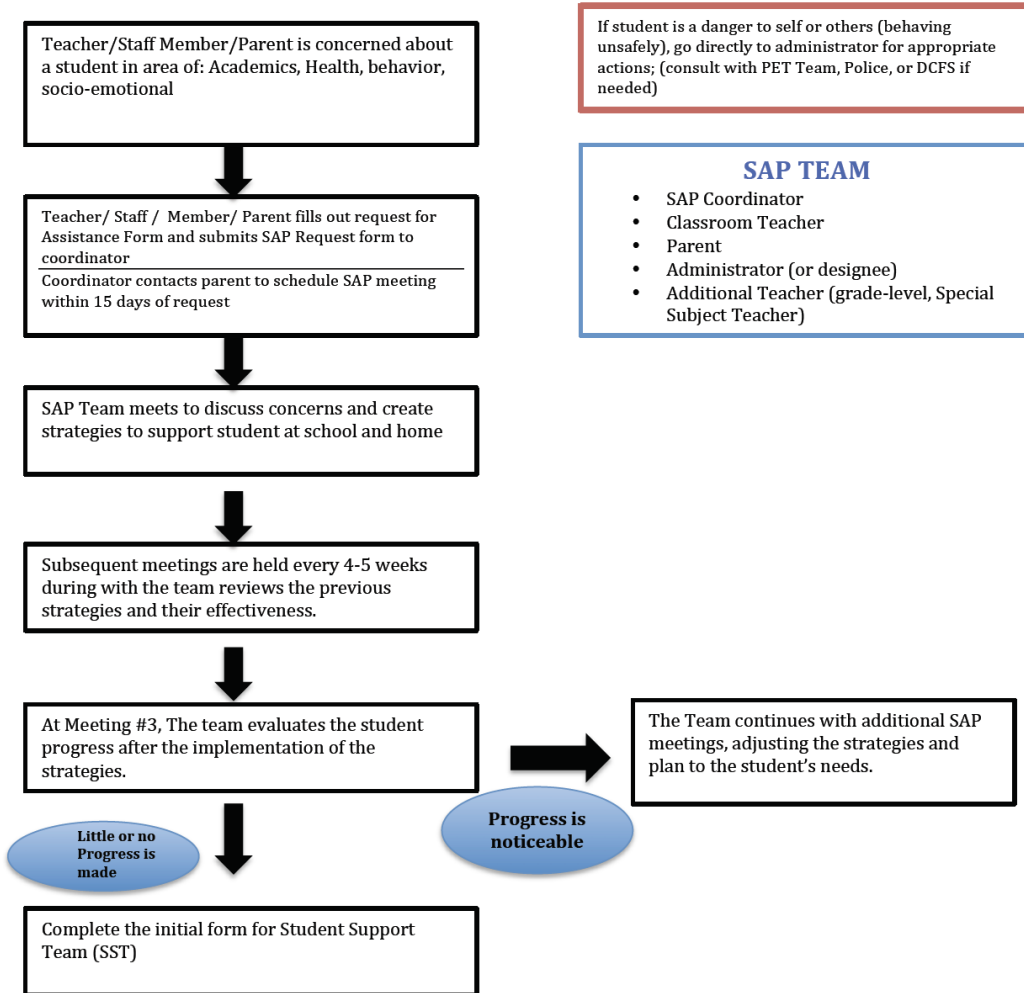 Teacher/Staff Member/Parent is concerned about
a student in area of: Academics, Health, behavior,
socio-emotional
If student is a danger to self or others (behaving
unsafely), go directly to administrator for appropriate
actions; (consult with PET Team, Police, or DCFS if
needed)
SAP TEAM
• SAP Coordinator
• Classroom Teacher
• Parent
• Administrator (or designee)
• Additional Teacher (grade-level, Special
Subject Teacher)
Teacher/ Staff / Member/ Parent fills out request for
Assistance Form and submits SAP Request form to
coordinator
Coordinator contacts parent to schedule SAP meeting
within 15 days of request
SAP Team meets to discuss concerns and create
strategies to support student at school and home
Subsequent meetings are held every 4-5 weeks
during with the team reviews the previous
strategies and their effectiveness.
At Meeting #3, The team evaluates the student
progress after the implementation of the
strategies.
Progress is
noticeable
The Team continues with additional SAP
meetings, adjusting the strategies and
plan to the student’s needs.
Little or no
Progress is
made
Complete the initial form for Student Support
Team (SST)